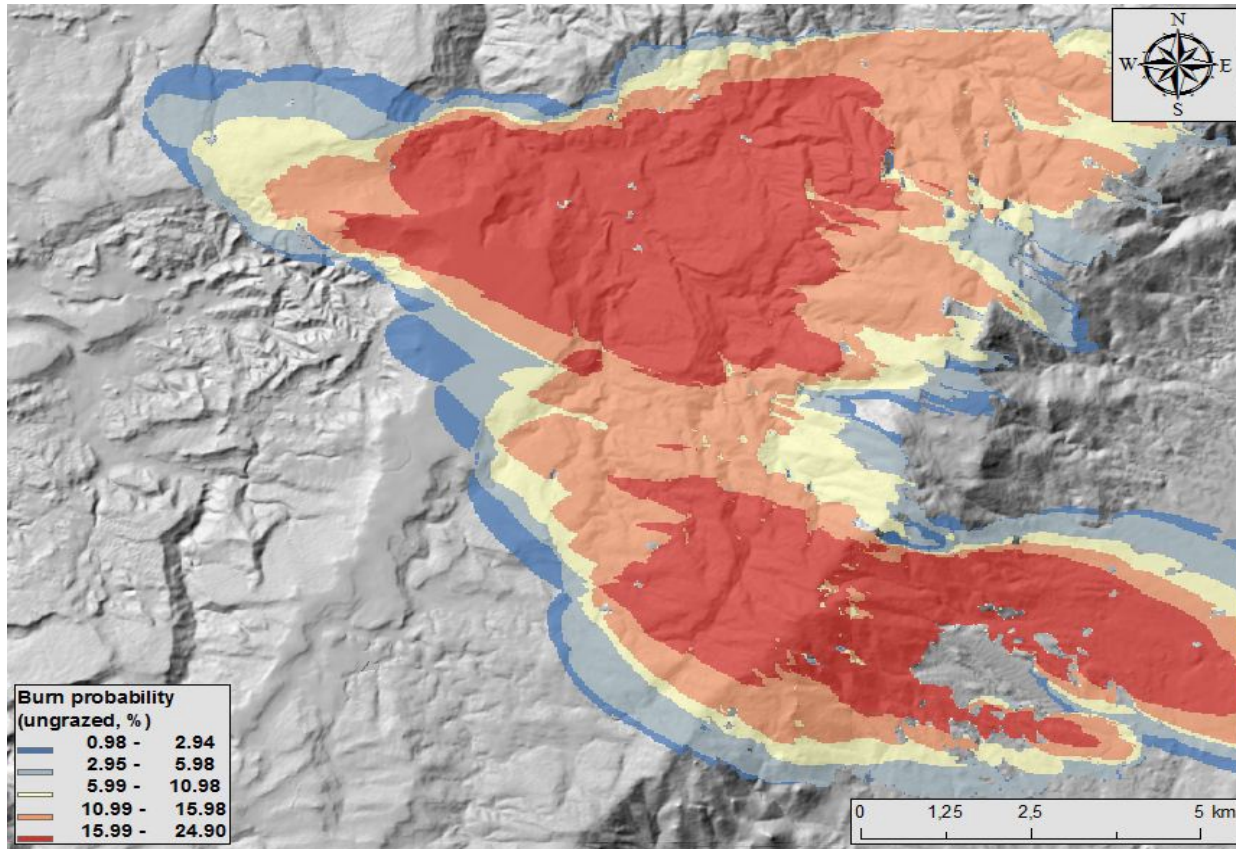 N
W E
S
Burn probability
(ungrazed, %)
0.98 - 2.94
2.95 - 5.98
5.99 - 10.98
10.99 - 15.98
15.99 - 24.90
0 1,25 2,5 5 km